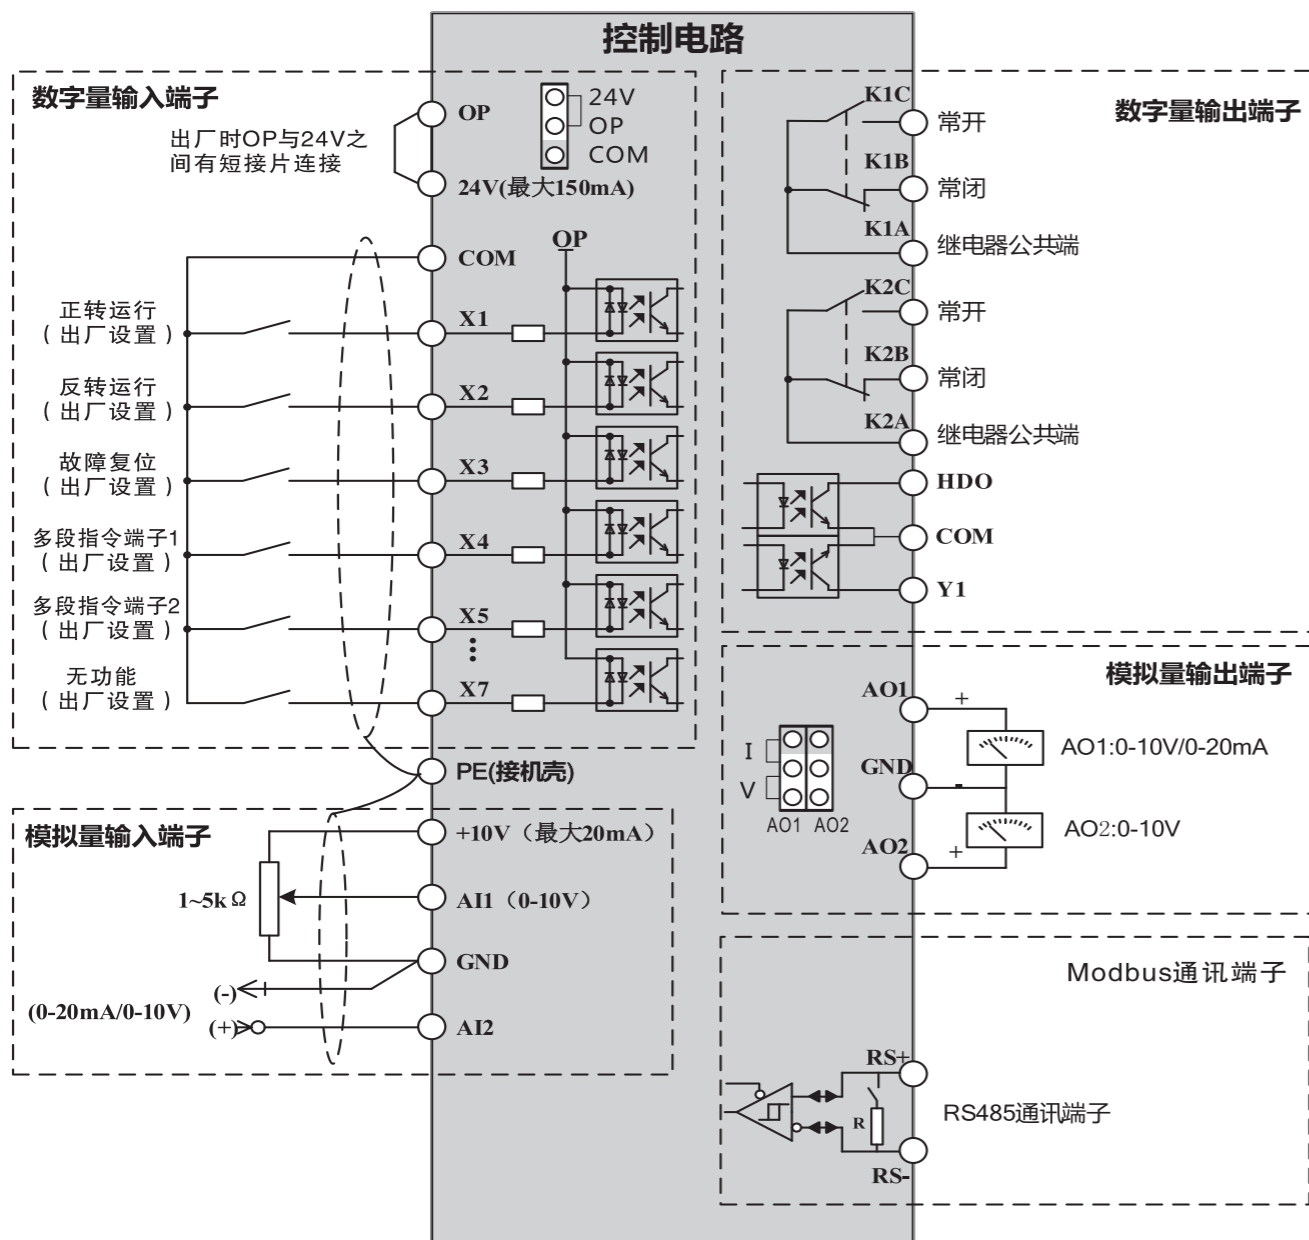 控制电路
数字量输入端子
出厂时OP与24V之
间有短接片连接
OP
24V(最大150mA)
24V
OP
COM
COM
OP
正转运行
（出厂设置）
X1
反转运行
（出厂设置）
X2
故障复位
（出厂设置）
X3
多段指令端子1
（出厂设置）
X4
多段指令端子2
（出厂设置）
X5
无功能
（出厂设置）
X7
PE(接机壳)
模拟量输入端子
+10V（最大20mA）
1~5kΩ
AI1（0-10V）
GND
(-)
(0-20mA/0-10V)
(+)
AI2
数字量输出端子
K1C
常开
K1B
常闭
K1A
继电器公共端
K2C
常开
K2B
常闭
K2A
继电器公共端
HDO
COM
Y1
模拟量输出端子
AO1
+
I
V
AO1 AO2
GND
-
AO1:0-10V/0-20mA
AO2
+
AO2:0-10V
Modbus通讯端子
RS+
R
RS485通讯端子
RS-